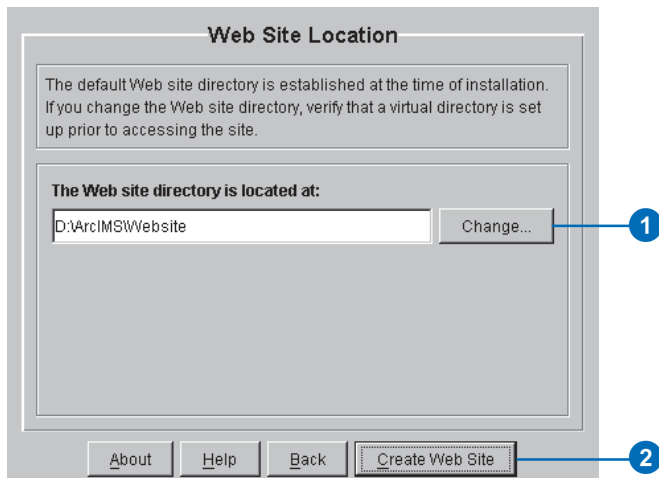 Web Site Location
The default Web site directory is established at the time of installation.
If you change the Web site directory, verify that a virtual directory is set
up prior to accessing the site.
The Web site directory is located at:
D:\ArcIMS\Website
Change...
1
About
Help
Back
Create Web Site
2